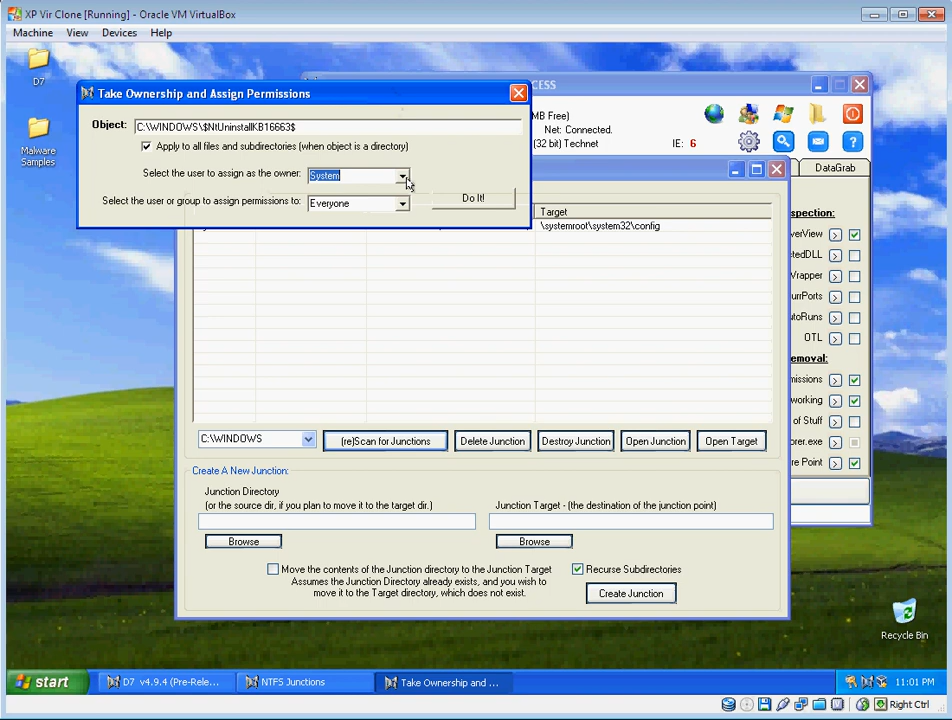 XP Vir Clone [Running] - Oracle VM VirtualBox
Machine View Devices Help
D7
Malware
Samples
CESS
Take Ownership and Assign Permissions
Object: C:\WINDOWS\$NtUninstallKB16663$
Apply to all files and subdirectories (when object is a directory)
Select the user to assign as the owner: System
Select the user or group to assign permissions to: Everyone
Do It!
MB Free)
Net: Connected.
(32 bit) Technet
IE: 6
DataGrab
Target
\systemroot\system32\config
spection:
erView
tedDLL
Wrapper
urrPorts
utoRuns
OTL
emoval:
missions
working
of Stuff
rer.exe
re Point
C:\WINDOWS
(re)Scan for Junctions
Delete Junction
Destroy Junction
Open Junction
Open Target
Create A New Junction:
Junction Directory
(or the source dir, if you plan to move it to the target dir.)
Junction Target - (the destination of the junction point)
Browse
Browse
Move the contents of the Junction directory to the Junction Target
Assumes the Junction Directory already exists, and you wish to
move it to the Target directory, which does not exist.
Recurse Subdirectories
Create Junction
Recycle Bin
start
D7 v4.9.4 (Pre-Rele...
NTFS Junctions
Take Ownership and ...
11:01 PM
Right Ctrl